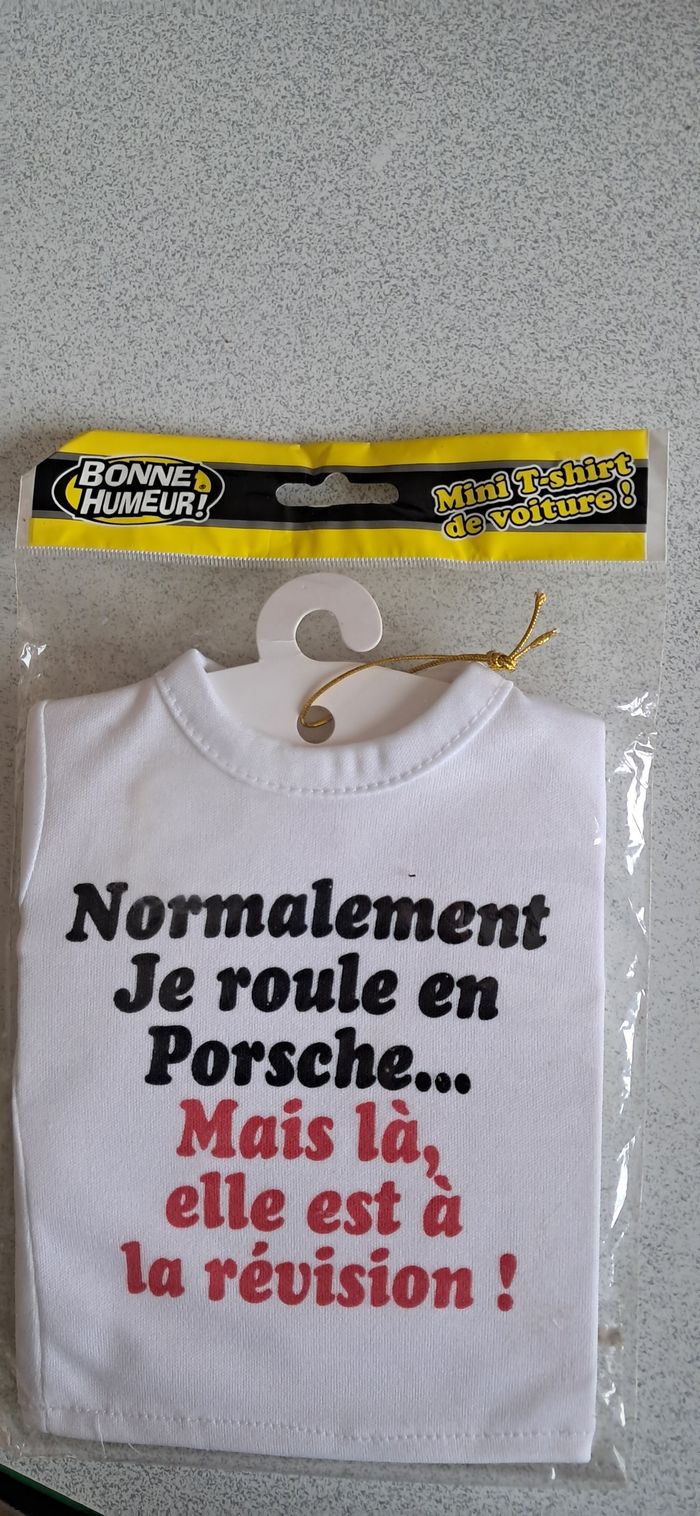 BONNE
HUMEUR!
Mini T-shirt
de voiture !
Normalement
Je roule en
Porsche...
Mais là,
elle est à
la révision !